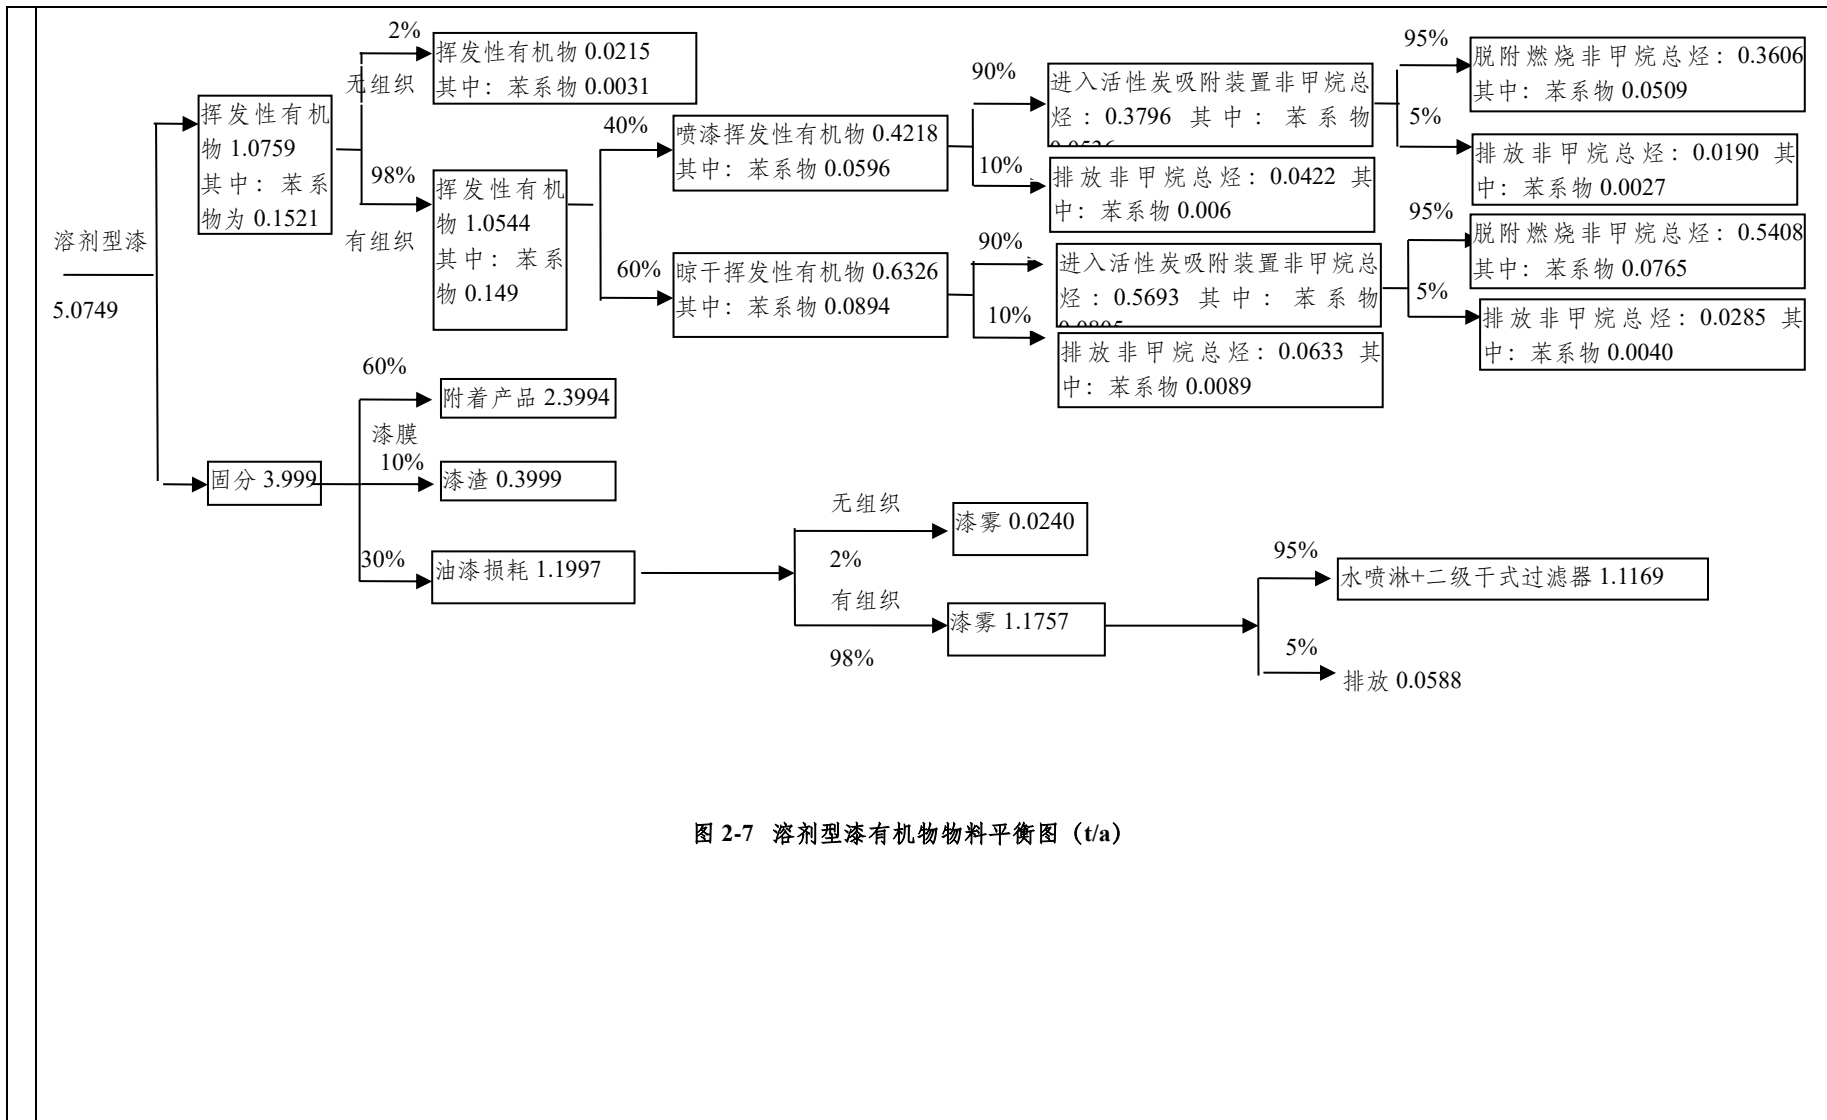 2%
挥发性有机物 0.0215
其中：苯系物 0.0031
无组织
挥发性有机
物 1.0759
其中：苯系
物为 0.1521
98%
有组织
溶剂型漆
5.0749
挥发性有机
物 1.0544
其中：苯系
物 0.149
40%
喷漆挥发性有机物 0.4218
其中：苯系物 0.0596
60%
晾干挥发性有机物 0.6326
其中：苯系物 0.0894
90%
进入活性炭吸附装置非甲烷总
烃：0.3796 其中：苯系物
10%
排放非甲烷总烃：0.0422 其
中：苯系物 0.006
90%
进入活性炭吸附装置非甲烷总
烃：0.5693 其中：苯系物
10%
排放非甲烷总烃：0.0633 其
中：苯系物 0.0089
95%
脱附燃烧非甲烷总烃：0.3606
其中：苯系物 0.0509
5%
排放非甲烷总烃：0.0190 其
中：苯系物 0.0027
95%
脱附燃烧非甲烷总烃：0.5408
其中：苯系物 0.0765
5%
排放非甲烷总烃：0.0285 其
中：苯系物 0.0040
60%
附着产品 2.3994
漆膜
10%
固分 3.999
漆渣 0.3999
30%
油漆损耗 1.1997
无组织
漆雾 0.0240
2%
有组织
漆雾 1.1757
98%
95%
水喷淋+二级干式过滤器 1.1169
5%
排放 0.0588
图 2-7 溶剂型漆有机物物料平衡图（t/a）